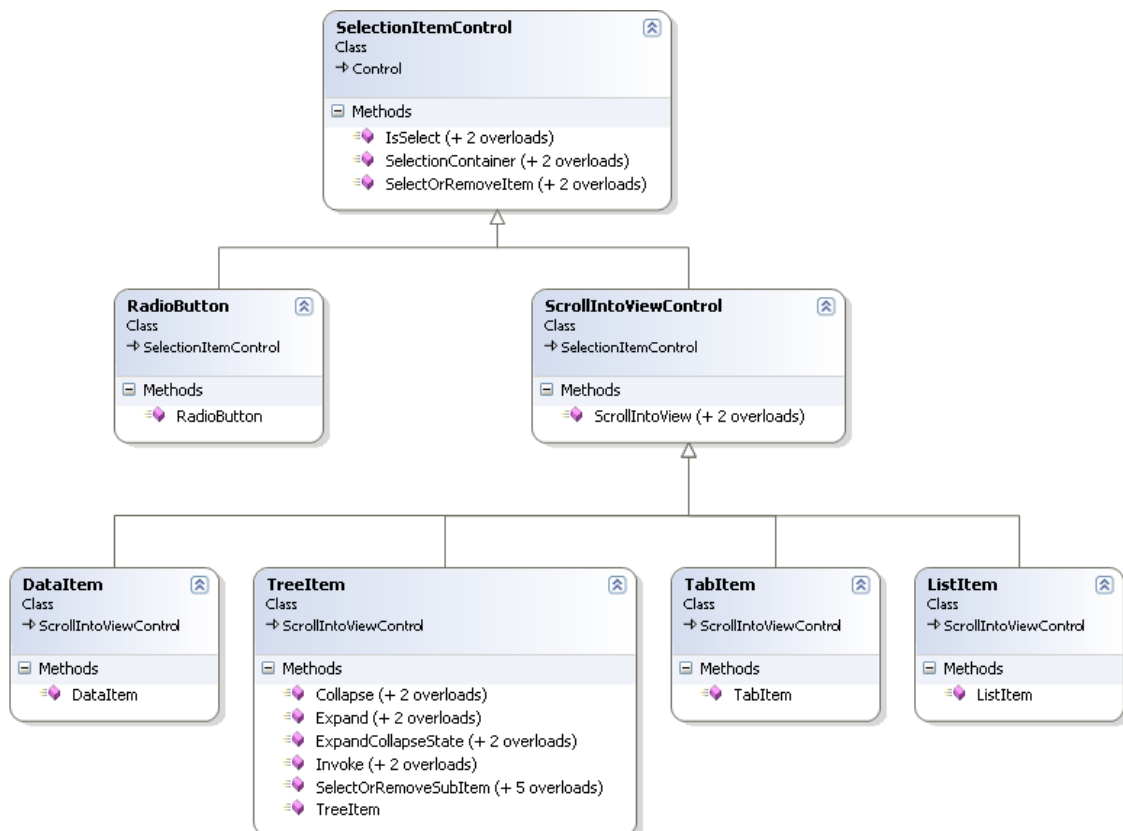 SelectionItemControl
Class
Control
Methods
IsSelect (+ 2 overloads)
SelectionContainer (+ 2 overloads)
SelectOrRemoveItem (+ 2 overloads)
RadioButton
Class
SelectionItemControl
Methods
RadioButton
ScrollIntoViewControl
Class
SelectionItemControl
Methods
ScrollIntoView (+ 2 overloads)
DataItem
Class
ScrollIntoViewControl
Methods
DataItem
TreeItem
Class
ScrollIntoViewControl
Methods
Collapse (+ 2 overloads)
Expand (+ 2 overloads)
ExpandCollapseState (+ 2 overloads)
Invoke (+ 2 overloads)
SelectOrRemoveSubItem (+ 5 overloads)
TreeItem
TabItem
Class
ScrollIntoViewControl
Methods
TabItem
ListItem
Class
ScrollIntoViewControl
Methods
ListItem